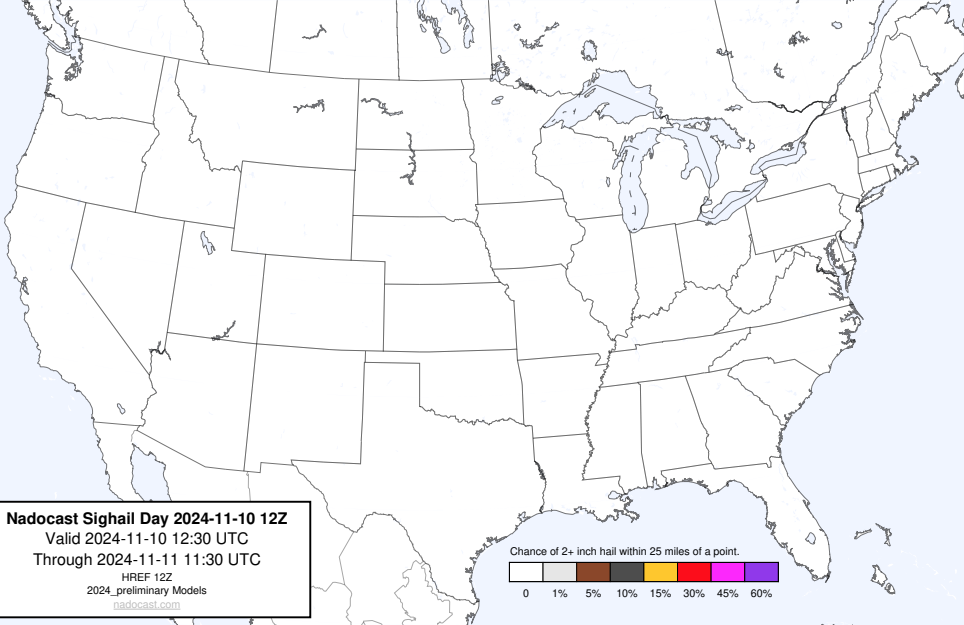 Nadocast Sighail Day 2024-11-10 12Z
Valid 2024-11-10 12:30 UTC
Through 2024-11-11 11:30 UTC
HREF 12Z
2024_preliminary Models
nadocast.com
Chance of 2+ inch hail within 25 miles of a point.
0 1% 5% 10% 15% 30% 45% 60%